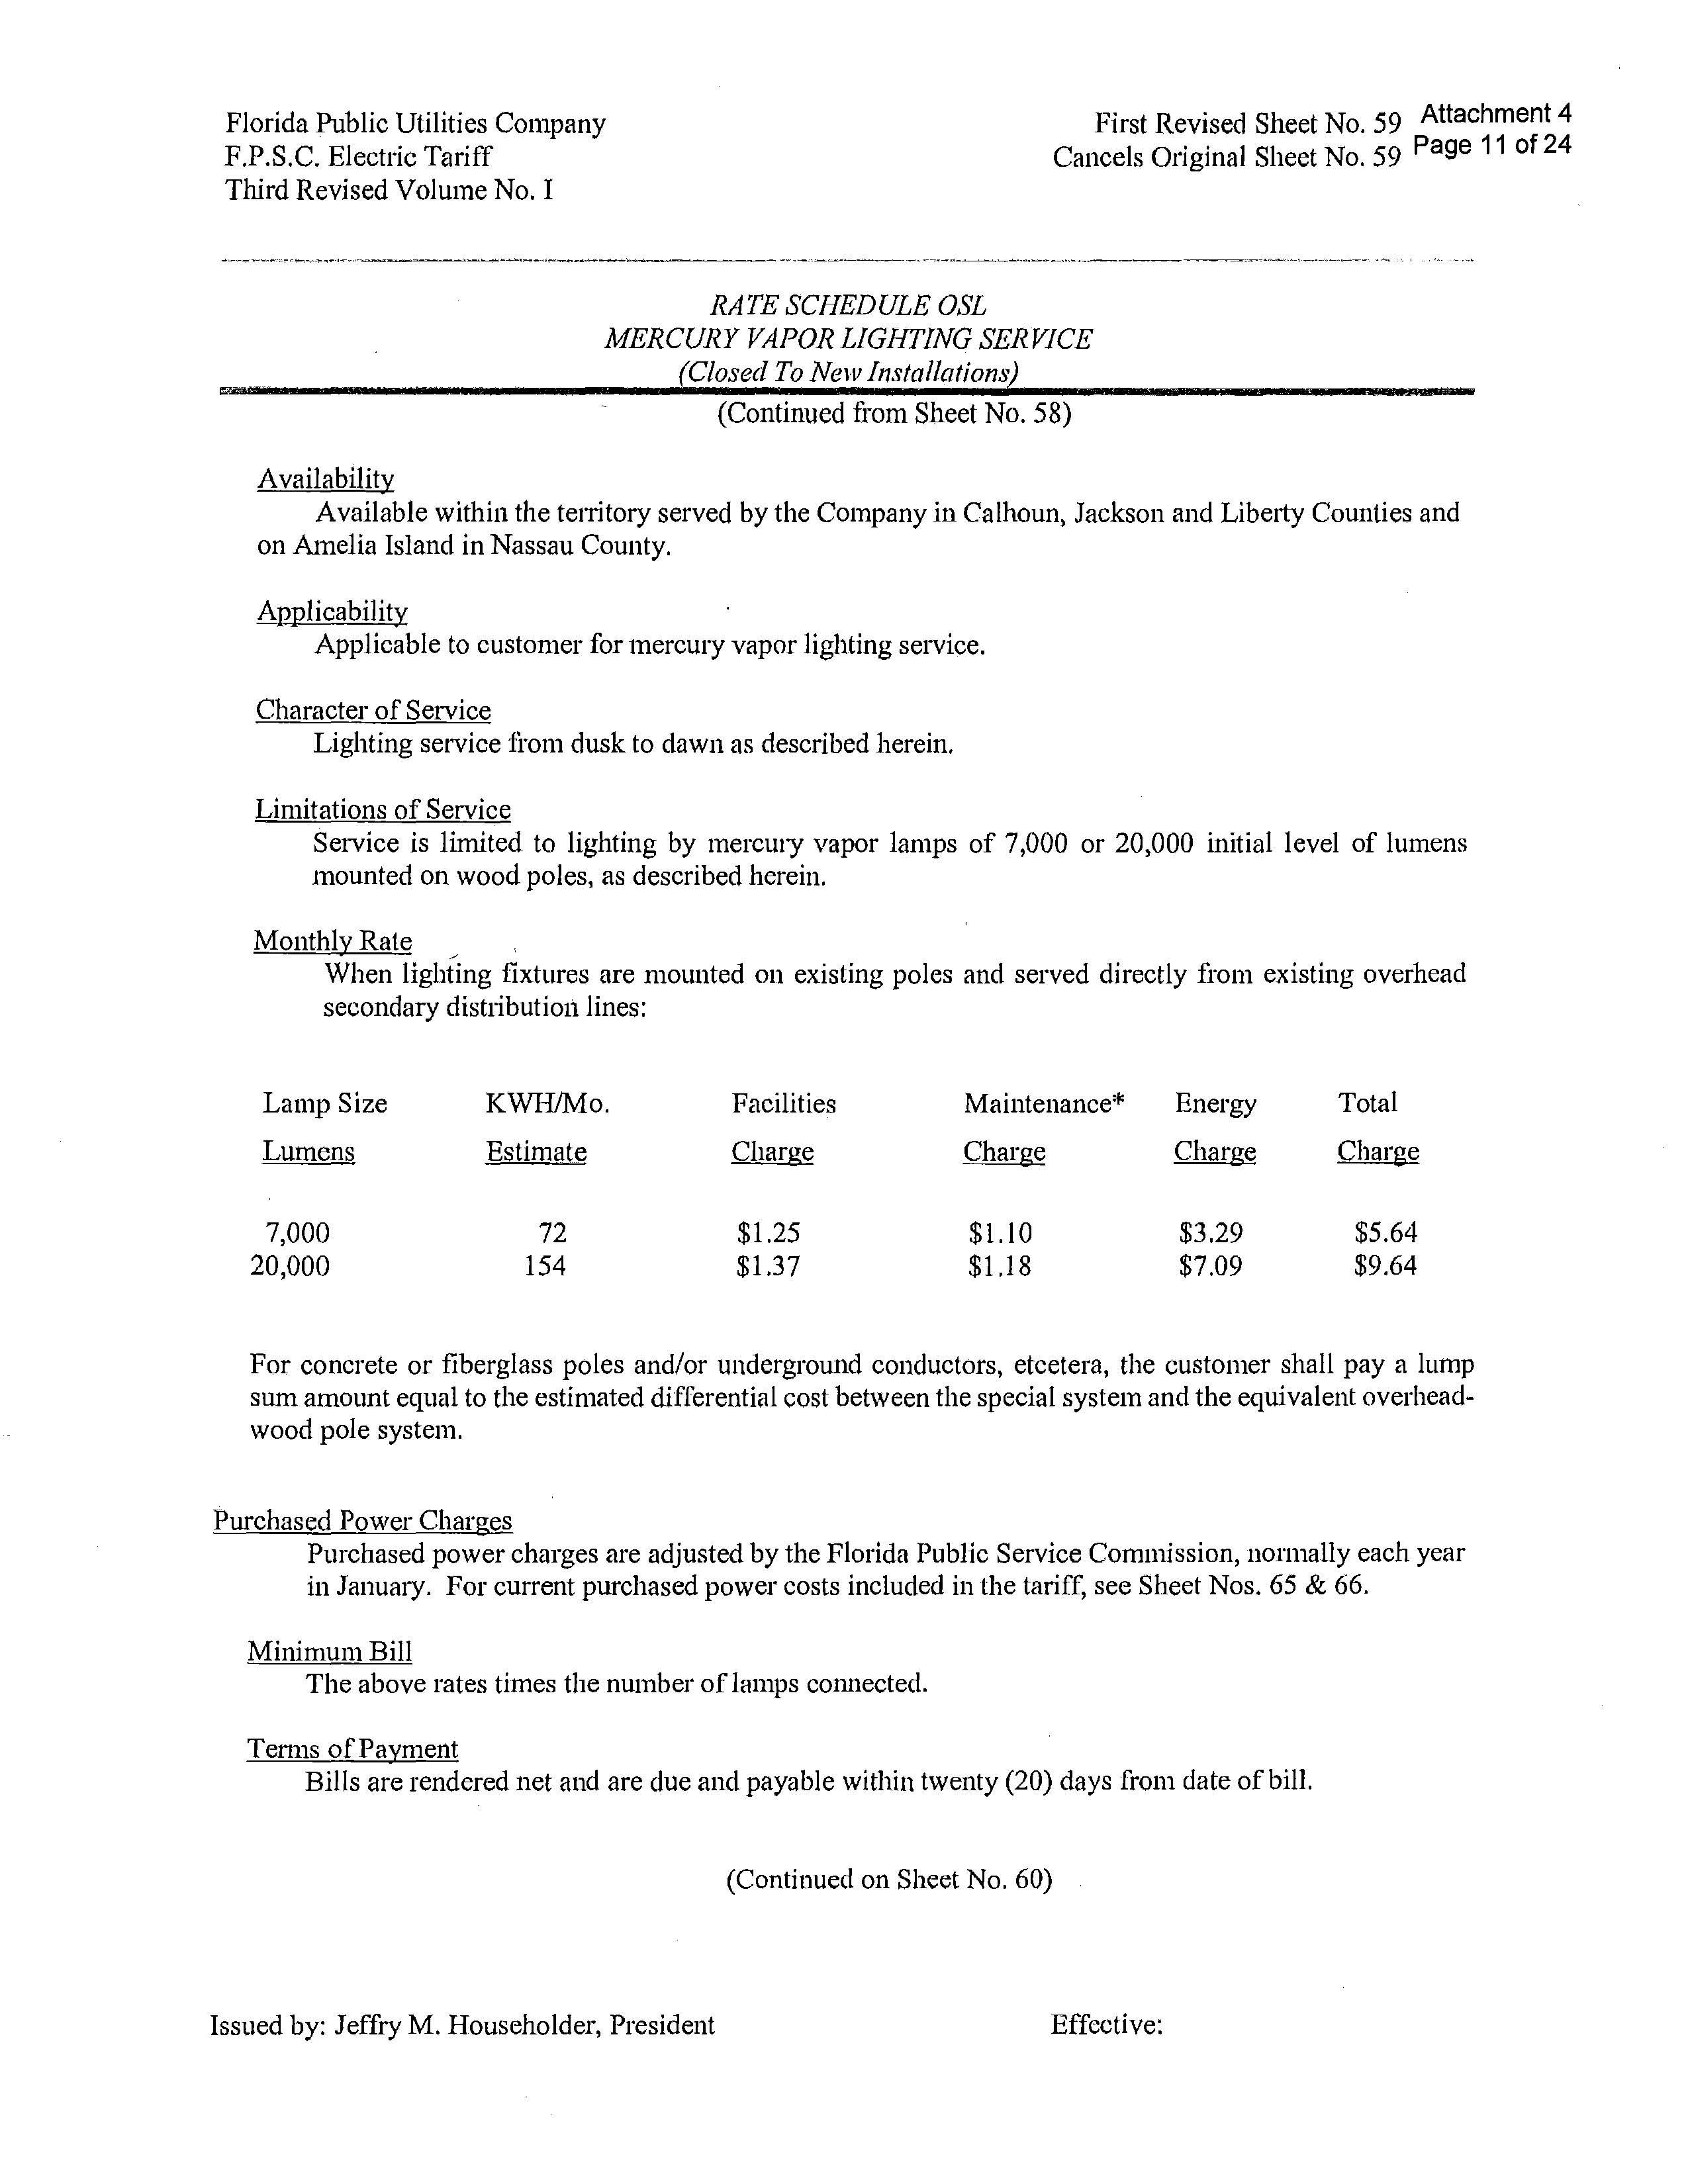 Florida Public Utilities Company
F.P.S.C. Electric Tariff
Third Revised Volume No. I
First Revised Sheet No. 59
Cancels Original Sheet No. 59
Attachment 4
Page 11 of 24
RATE SCHEDULE OSL
MERCURY VAPOR LIGHTING SERVICE
(Closed To New Installations)
(Continued from Sheet No. 58)
Availability
Available within the territory served by the Company in Calhoun, Jackson and Liberty Counties and
on Amelia Island in Nassau County.
Applicability
Applicable to customer for mercury vapor lighting service.
Character of Service
Lighting service from dusk to dawn as described herein.
Limitations of Service
Service is limited to lighting by mercury vapor lamps of 7,000 or 20,000 initial level of lumens
mounted on wood poles, as described herein.
Monthly Rate
When lighting fixtures are mounted on existing poles and served directly from existing overhead
secondary distribution lines:
Lamp Size KWH/Mo. Facilities Maintenance* Energy Total
Lumens Estimate Charge Charge Charge Charge
7,000 72 $1.25 $1.10 $3.29 $5.64
20,000 154 $1.37 $1.18 $7.09 $9.64
For concrete or fiberglass poles and/or underground conductors, etcetera, the customer shall pay a lump
sum amount equal to the estimated differential cost between the special system and the equivalent overhead-
wood pole system.
Purchased Power Charges
Purchased power charges are adjusted by the Florida Public Service Commission, normally each year
in January. For current purchased power costs included in the tariff, see Sheet Nos. 65 & 66.
Minimum Bill
The above rates times the number of lamps connected.
Terms of Payment
Bills are rendered net and are due and payable within twenty (20) days from date of bill.
(Continued on Sheet No. 60)
Issued by: Jeffry M. Householder, President
Effective: